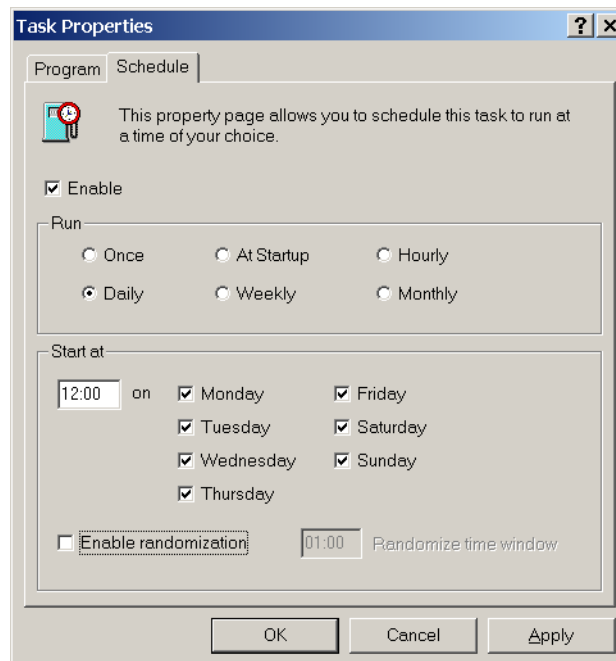 Task Properties
Program Schedule
This property page allows you to schedule this task to run at
a time of your choice.
Enable
Run
Once At Startup Hourly
Daily Weekly Monthly
Start at
12:00 on Monday Friday
Tuesday Saturday
Wednesday Sunday
Thursday
Enable randomization 01:00 Randomize time window
OK Cancel Apply